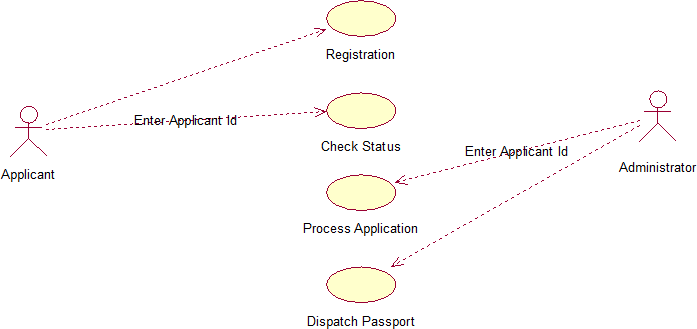 Registration
Enter Applicant Id
Check Status
Applicant
Enter Applicant Id
Administrator
Process Application
Dispatch Passport